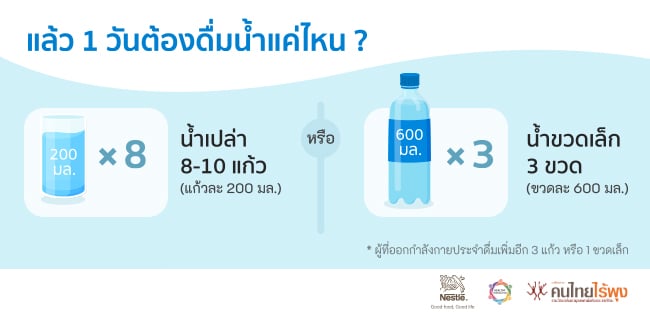 แล้ว 1 วันต้องดื่มน้ำแค่ไหน ?
200
มล.
× 8
น้ำเปล่า
8-10 แก้ว
(แก้วละ 200 มล.)
หรือ
600
มล.
× 3
น้ำขวดเล็ก
3 ขวด
(ขวดละ 600 มล.)
* ผู้ที่ออกกำลังกายประจำดื่มเพิ่มอีก 3 แก้ว หรือ 1 ขวดเล็ก
Nestlé.
Good food, Good life
คนไทยไร้พุง